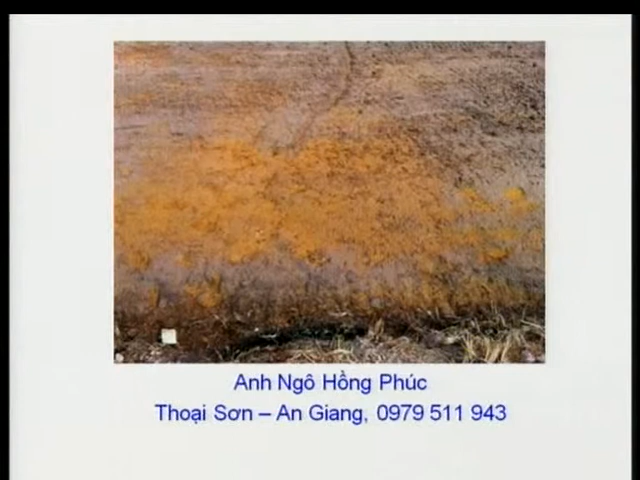 Anh Ngô Hồng Phúc
Thoại Sơn – An Giang, 0979 511 943